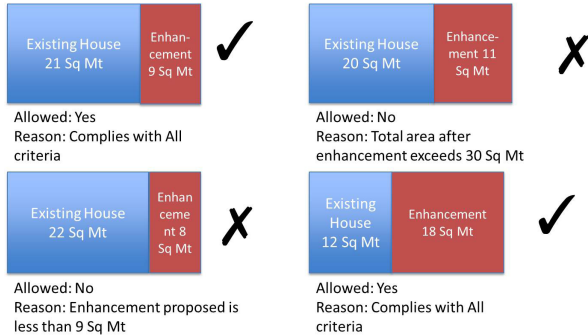 Existing House
21 Sq Mt
Enhan-
cement
9 Sq Mt
Allowed: Yes
Reason: Complies with All
criteria
Existing House
20 Sq Mt
Enhance-
ment 11
Sq Mt
Allowed: No
Reason: Total area after
enhancement exceeds 30 Sq Mt
Existing House
22 Sq Mt
Enhan
ceme
nt 8
Sq Mt
Allowed: No
Reason: Enhancement proposed is
less than 9 Sq Mt
Existing
House
12 Sq Mt
Enhancement
18 Sq Mt
Allowed: Yes
Reason: Complies with All
criteria